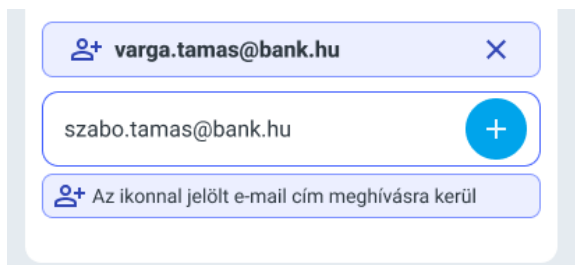 varga.tamas@bank.hu
szabo.tamas@bank.hu
Az ikonnal jelölt e-mail cím meghívásra kerül